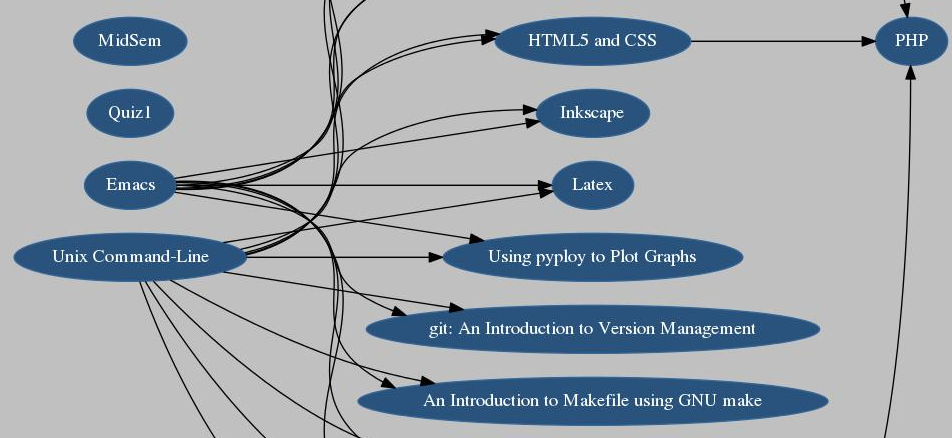 MidSem
HTML5 and CSS
PHP
Quiz1
Inkscape
Emacs
Latex
Unix Command-Line
Using pyploy to Plot Graphs
git: An Introduction to Version Management
An Introduction to Makefile using GNU make